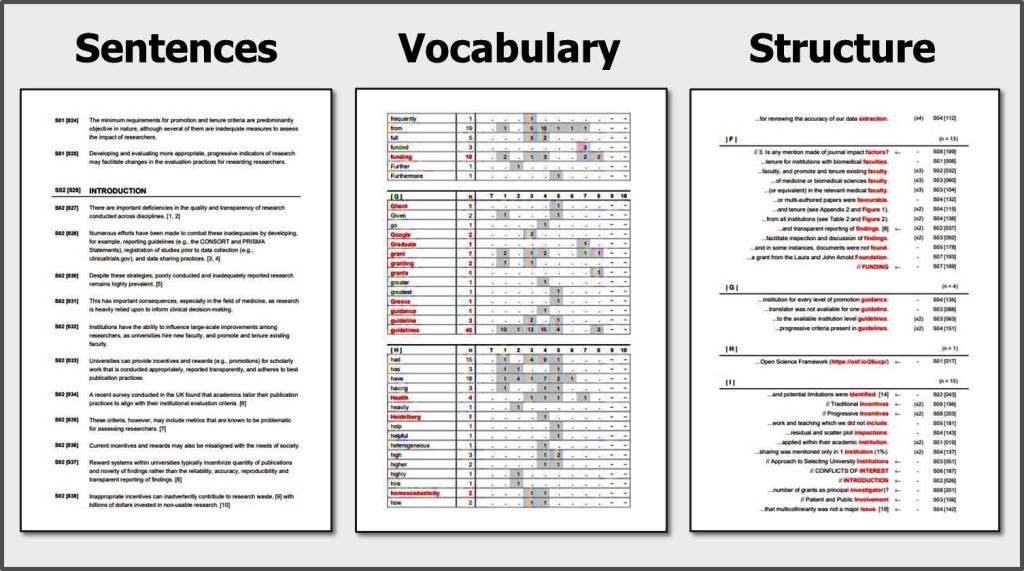 Sentences
Vocabulary
Structure
S01 [024] The minimum requirements for promotion and tenure criteria are predominantly
objective in nature, although several of them are inadequate measures to assess
the impact of researchers.
S01 [025] Developing and evaluating more appropriate, progressive indicators of research
may facilitate changes in the evaluation practices for rewarding researchers.
S02 [026] INTRODUCTION
S02 [027] There are important deficiencies in the quality and transparency of research
conducted across disciplines. [1, 2]
S02 [028] Numerous efforts have been made to combat these inadequacies by developing,
for example, reporting guidelines (e.g., the CONSORT and PRISMA
Statements), registration of studies prior to data collection (e.g.,
clinicaltrials.gov), and data sharing practices. [3, 4]
S02 [030] Despite these strategies, poorly conducted and inadequately reported research
remains highly prevalent. [5]
S02 [031] This has important consequences, especially in the field of medicine, as research
is heavily relied upon to inform clinical decision-making.
S02 [032] Institutions have the ability to influence large-scale improvements among
researchers, as universities hire new faculty, and promote and tenure existing
faculty.
S02 [033] Universities can provide incentives and rewards (e.g., promotions) for scholarly
work that is conducted appropriately, reported transparently, and adheres to best
publication practices.
S02 [034] A recent survey conducted in the UK found that academics tailor their publication
practices to align with their institutional evaluation criteria. [6]
S02 [035] These criteria, however, may include metrics that are known to be problematic
for assessing researchers. [7]
S02 [036] Current incentives and rewards may also be misaligned with the needs of society.
S02 [037] Reward systems within universities typically incentivize quantity of publications
and novelty of findings rather than the reliability, accuracy, reproducibility and
transparent reporting of findings. [8]
S02 [038] Inappropriate incentives can inadvertently contribute to research waste, [9] with
billions of dollars invested in non-usable research. [10]
frequently 1
from 19
full 5
funded 3
funding 10
Further 1
Furthermore 1
[ G ] n T 1 2 3 4 5 6 7 8 9 10
Ghent 1
Given 2
go 1
Google 2
Graduate 1
grant 7
granting 2
grants 1
greater 1
greatest 1
Greece 1
guidance 1
guideline 3
guidelines
[ H ] n T 1 2 3 4 5 6 7 8 9 10
had
has 3
have
having 3
Health 4
heavily 1
Heidelberg 1
help 1
helpful 1
heterogeneous 1
high 3
higher 2
highly 1
hire 1
homoscedasticity 2
how 2
...for reviewing the accuracy of our data extraction. (x4) S04 [112]
[ F ] (n = 13)
// 3. Is any mention made of journal impact factors? ← - S08 [199]
...tenure for institutions with biomedical faculties. - S01 [006]
...faculty, and promote and tenure existing faculty. (x3) S02 [032]
...of medicine or biomedical sciences faculty. (x3) S03 [060]
...(or equivalent) in the relevant medical faculty. (x3) S03 [104]
...or multi-authored papers were favourable. - S04 [132]
...and tenure (see Appendix 2 and Figure 1). (x2) S04 [115]
...from all institutions (see Table 2 and Figure 2). (x2) S04 [138]
...and transparent reporting of findings. [8] ← (x2) S02 [037]
...facilitate inspection and discussion of findings. (x2) S03 [092]
...and in some instances, documents were not found. - S05 [178]
...a grant from the Laura and John Arnold Foundation. - S07 [193]
// FUNDING ← - S07 [189]
[ G ] (n = 4)
...institution for every level of promotion guidance. - S04 [135]
...translator was not available for one guideline. - S03 [088]
...to the available institution level guidelines. (x2) S03 [063]
...progressive criteria present in guidelines. (x2) S04 [151]
[ H ] (n = 1)
...Open Science Framework (https://osf.io/26ucp/) ← - S01 [017]
[ I ] (n = 15)
...and potential limitations were identified. [14] ← - S02 [043]
// Traditional Incentives ← (x2) S08 [196]
// Progressive Incentives ← (x2) S08 [203]
...work and teaching which we did not include. - S05 [181]
...residual and scatter plot inspections. - S04 [143]
...applied within their academic institution. (x2) S01 [019]
...sharing was mentioned only in 1 institution (1%). (x2) S04 [137]
// Approach to Selecting University Institutions ← - S03 [051]
// CONFLICTS OF INTEREST ← - S06 [187]
// INTRODUCTION ← - S02 [026]
...number of grants as principal investigator)? ← - S08 [201]
// Patient and Public Involvement ← - S03 [108]
...that multicollinearity was not a major issue. [19] ← - S04 [142]